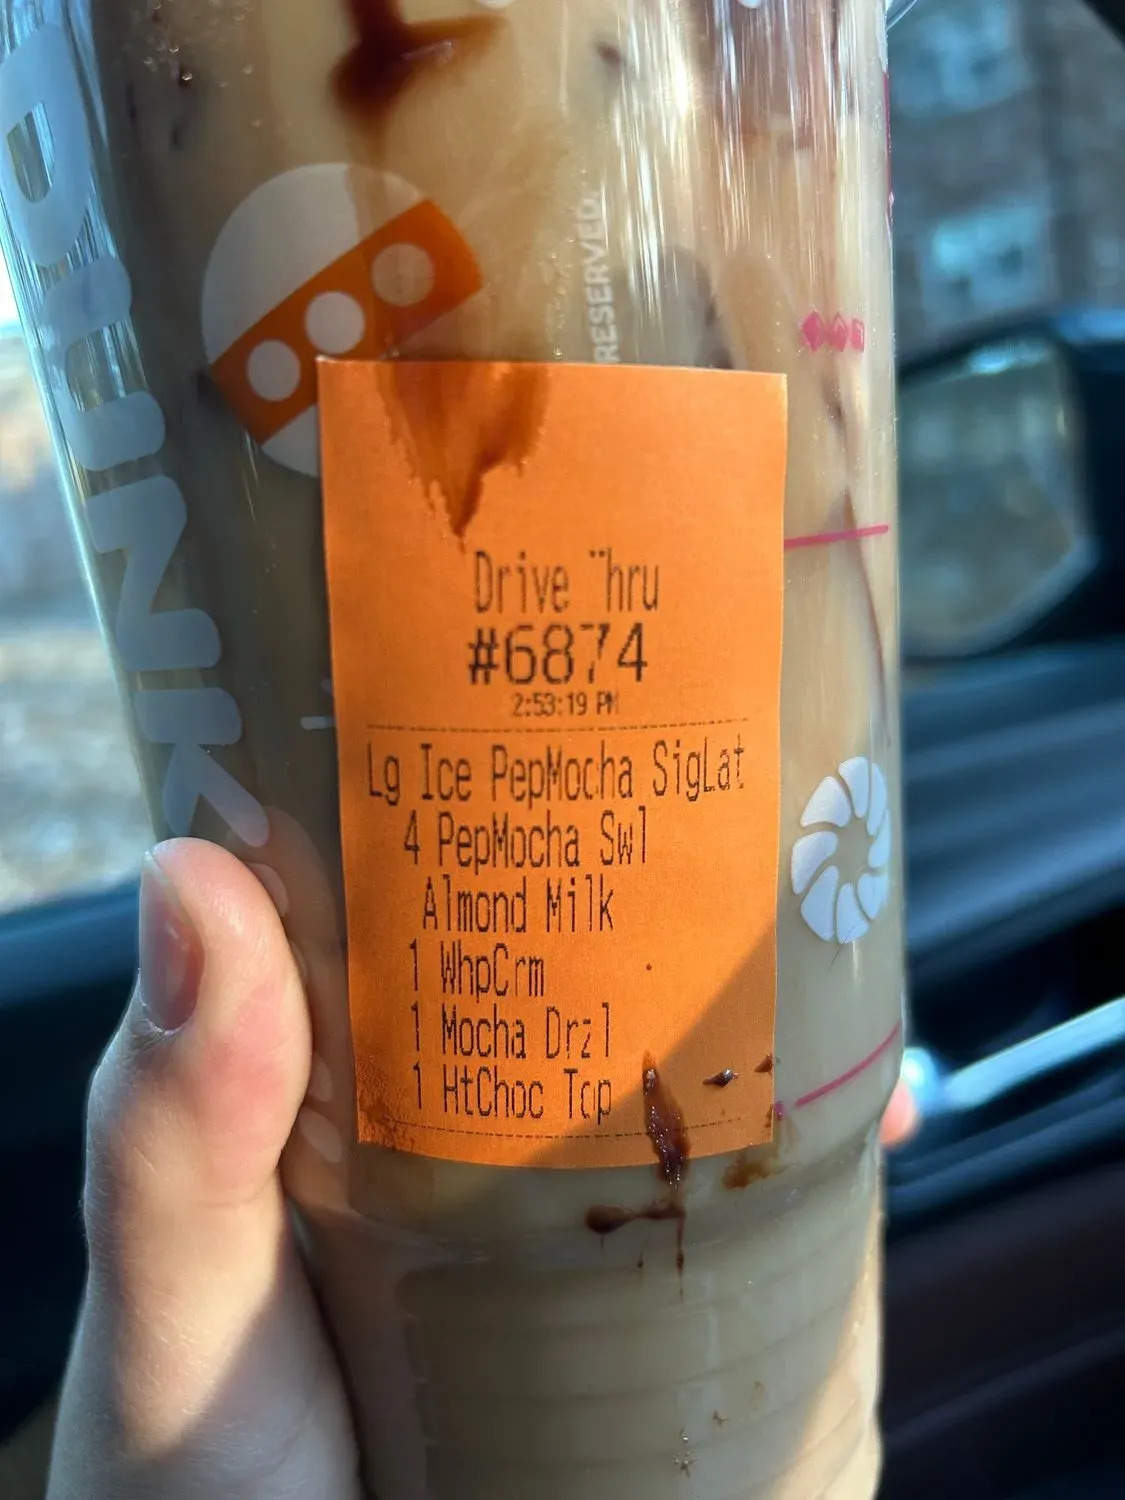 DUNK
RESERVED.
Drive Thru
#6874
2:53:19 PM
Lg Ice PepMocha SigLat
4 PepMocha Swl
Almond Milk
1 WhpCrm
1 Mocha Drzl
1 HtChoc Top